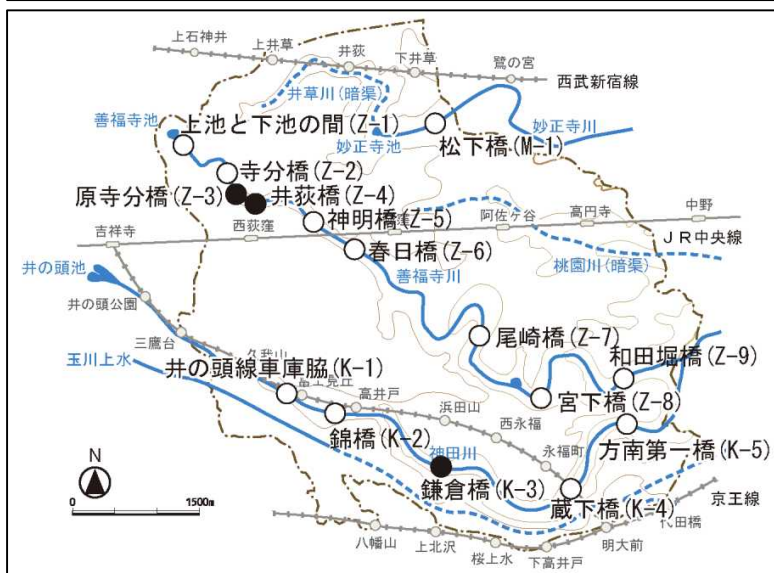 上石神井
上井草
井荻
下井草
鷺の宮
西武新宿線
井草川(暗渠)
善福寺池
上池と下池の間(Z-1)
妙正寺池
松下橋(M-1)
妙正寺川
寺分橋(Z-2)
原寺分橋(Z-3)
井荻橋(Z-4)
神明橋(Z-5)
吉祥寺
西荻窪
阿佐ヶ谷
高円寺
中野
JR中央線
春日橋(Z-6)
善福寺川
桃園川(暗渠)
井の頭池
井の頭公園
三鷹台
玉川上水
尾崎橋(Z-7)
和田堀橋(Z-9)
井の頭線車庫脇(K-1)
高井戸
浜田山
宮下橋(Z-8)
西永福
永福町
方南第一橋(K-5)
錦橋(K-2)
神田川
鎌倉橋(K-3)
蔵下橋(K-4)
京王線
N
0
1500m
八幡山
上北沢
桜上水
下高井戸
明大前